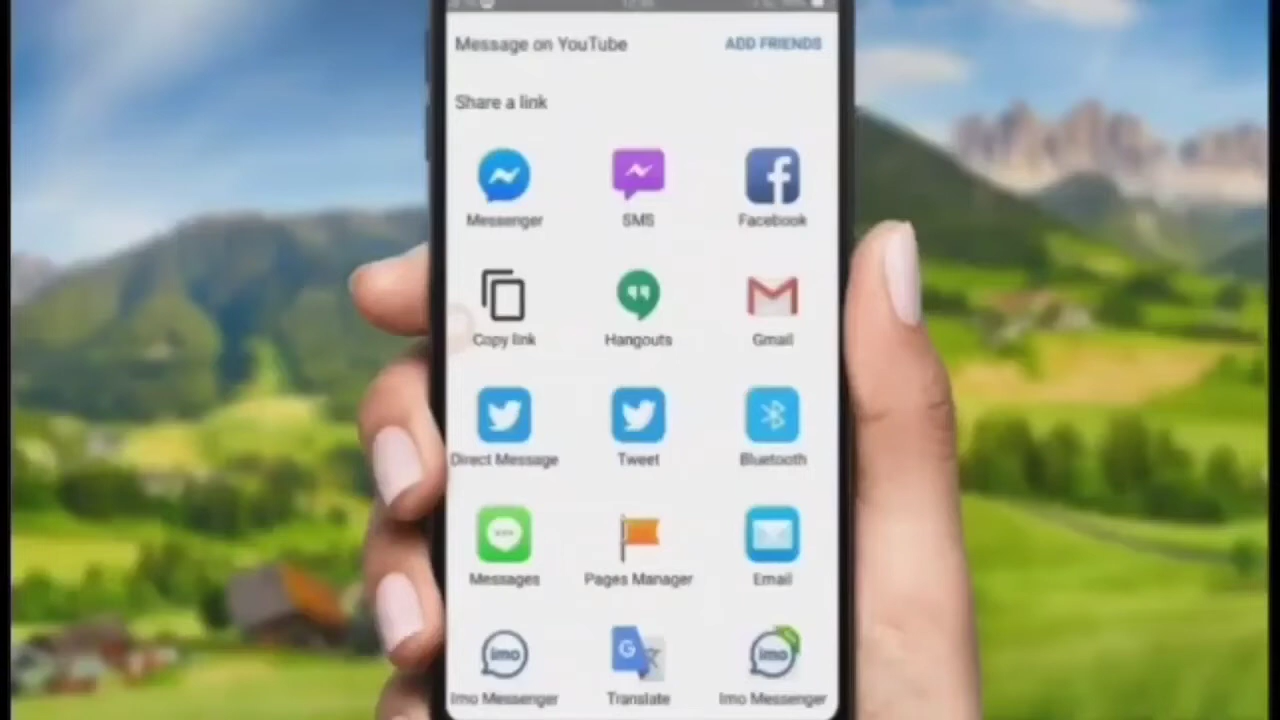 Message on YouTube ADD FRIENDS
Share a link
Messenger SMS Facebook
Copy link Hangouts Gmail
Direct Message Tweet Bluetooth
Messages Pages Manager Email
imo G imo
Imo Messenger Translate Imo Messenger